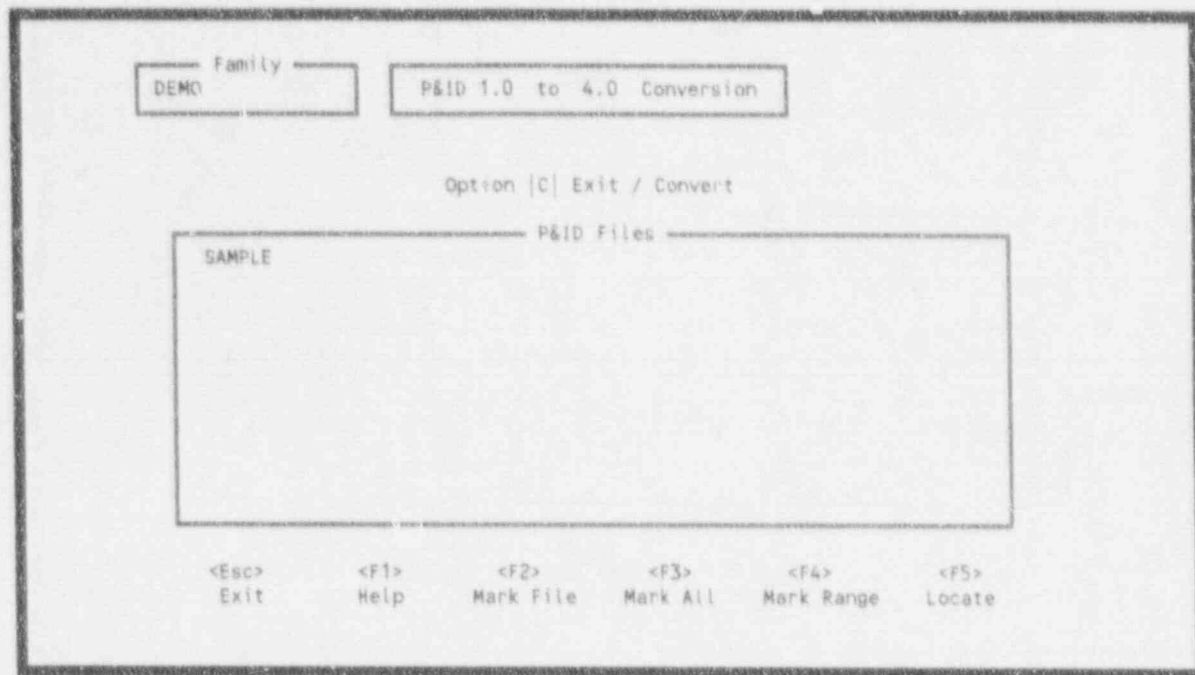 Family
DEMO
P&ID 1.0 to 4.0 Conversion
Option |C| Exit / Convert
P&ID Files
SAMPLE
<Esc> <F1> <F2> <F3> <F4> <F5>
Exit Help Mark File Mark All Mark Range Locate